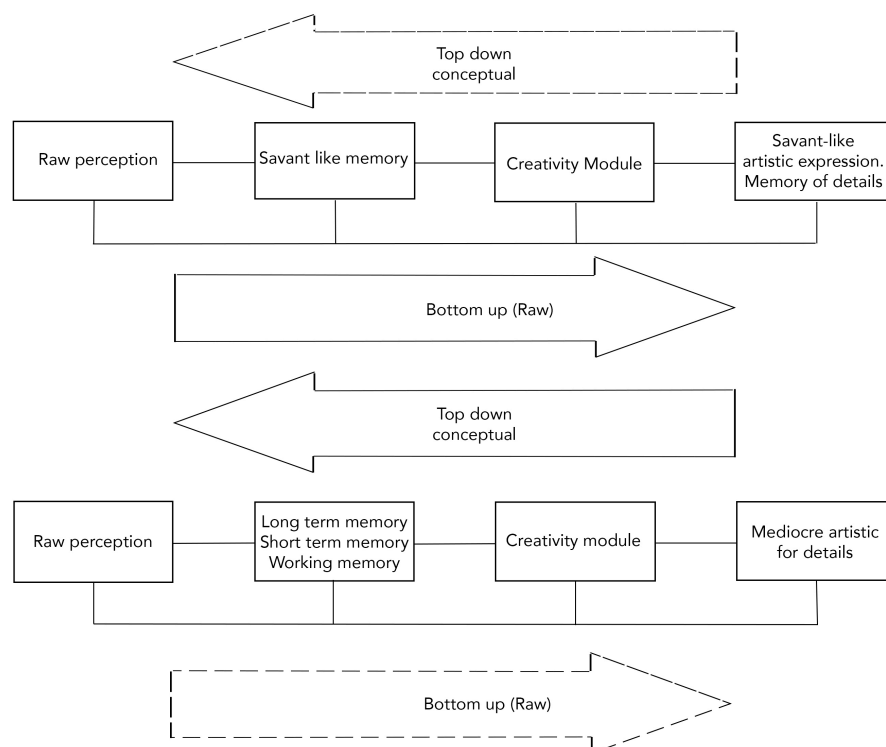 Top down
conceptual
Raw perception
Savant like memory
Creativity Module
Savant-like
artistic expression.
Memory of details
Bottom up (Raw)
Top down
conceptual
Raw perception
Long term memory
Short term memory
Working memory
Creativity module
Mediocre artistic
for details
Bottom up (Raw)